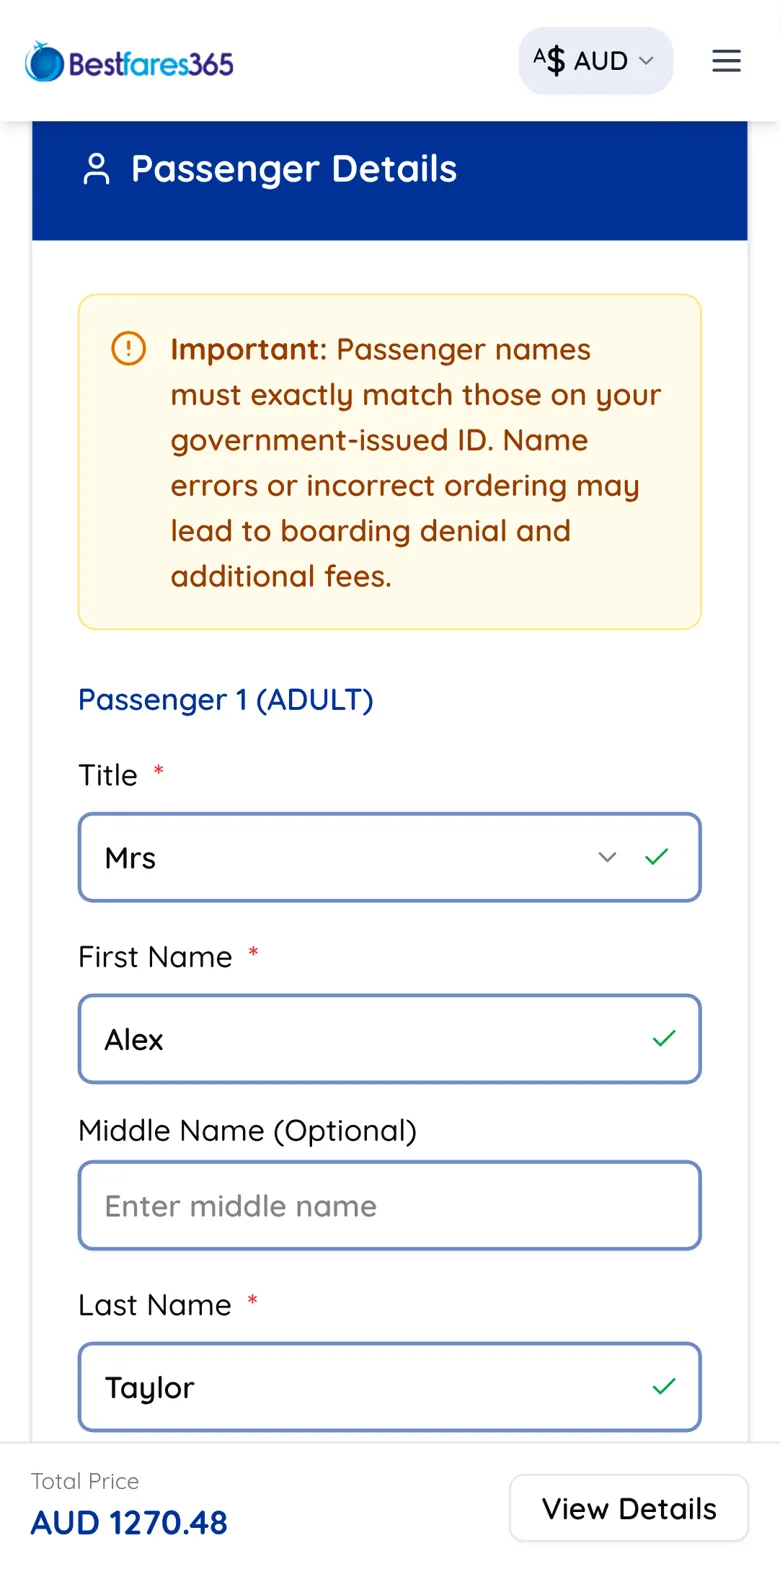 Bestfares365
A$ AUD
Passenger Details
Important: Passenger names
must exactly match those on your
government-issued ID. Name
errors or incorrect ordering may
lead to boarding denial and
additional fees.
Passenger 1 (ADULT)
Title *
Mrs
First Name *
Alex
Middle Name (Optional)
Enter middle name
Last Name *
Taylor
Total Price
AUD 1270.48
View Details